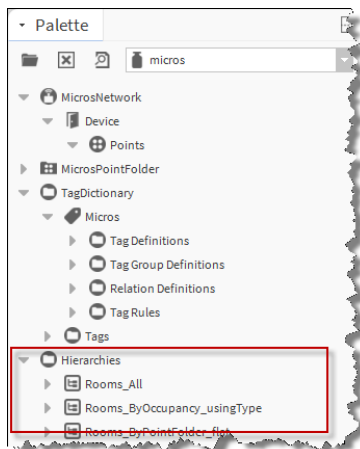 Palette
micros
MicrosNetwork
Device
Points
MicrosPointFolder
TagDictionary
Micros
Tag Definitions
Tag Group Definitions
Relation Definitions
Tag Rules
Tags
Hierarchies
Rooms_All
Rooms_ByOccupancy_usingType
Rooms_ByPointFolder_flat